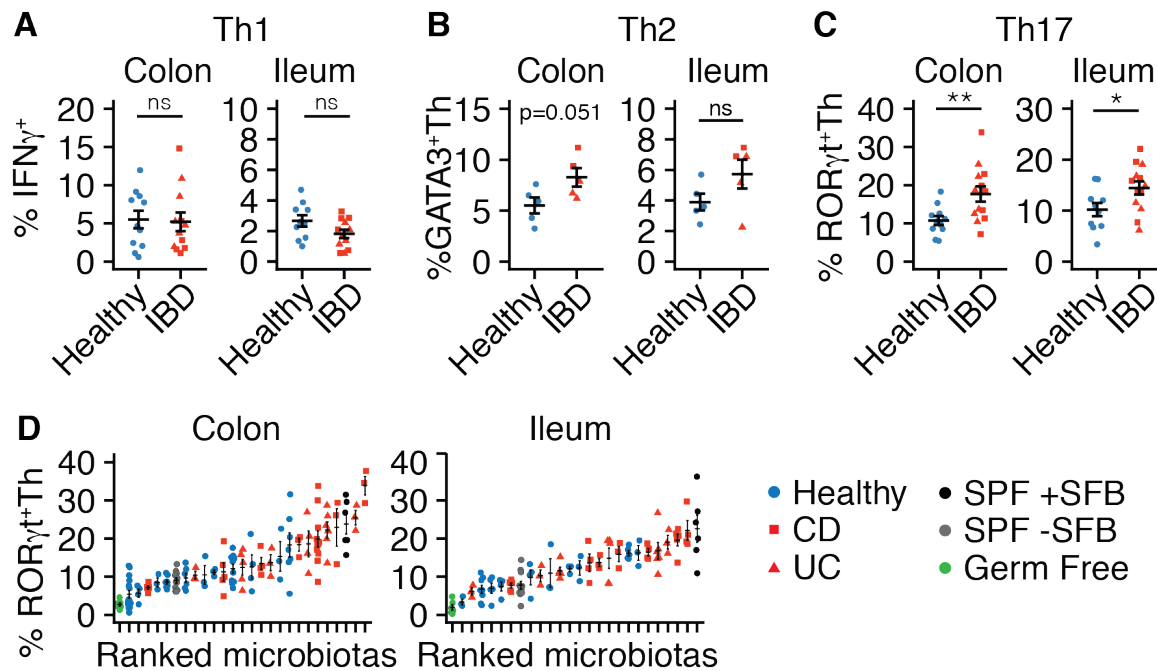 A Th1
Colon Ileum
ns ns
% IFNγ+
20 15 10 5 0
10 8 6 4 2 0
Healthy IBD Healthy IBD
B Th2
Colon Ileum
p=0.051 ns
%GATA3+Th
15 10 5 0
10 8 6 4 2 0
Healthy IBD Healthy IBD
C Th17
Colon Ileum
** *
% RORγt+Th
40 30 20 10 0
30 20 10 0
Healthy IBD Healthy IBD
D Colon Ileum
% RORγt+Th
40 30 20 10 0
40 30 20 10 0
Ranked microbiotas Ranked microbiotas
Healthy
CD
UC
SPF +SFB
SPF -SFB
Germ Free